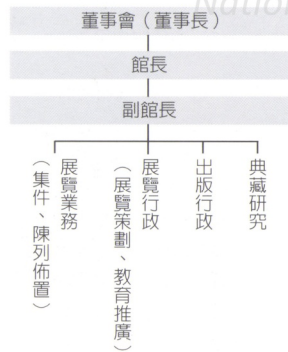 Nation
董事會（董事長）
館長
副館長
典藏研究
出版行政
展覽行政
（展覽策劃、教育推廣）
展覽業務
（集件、陳列佈置）